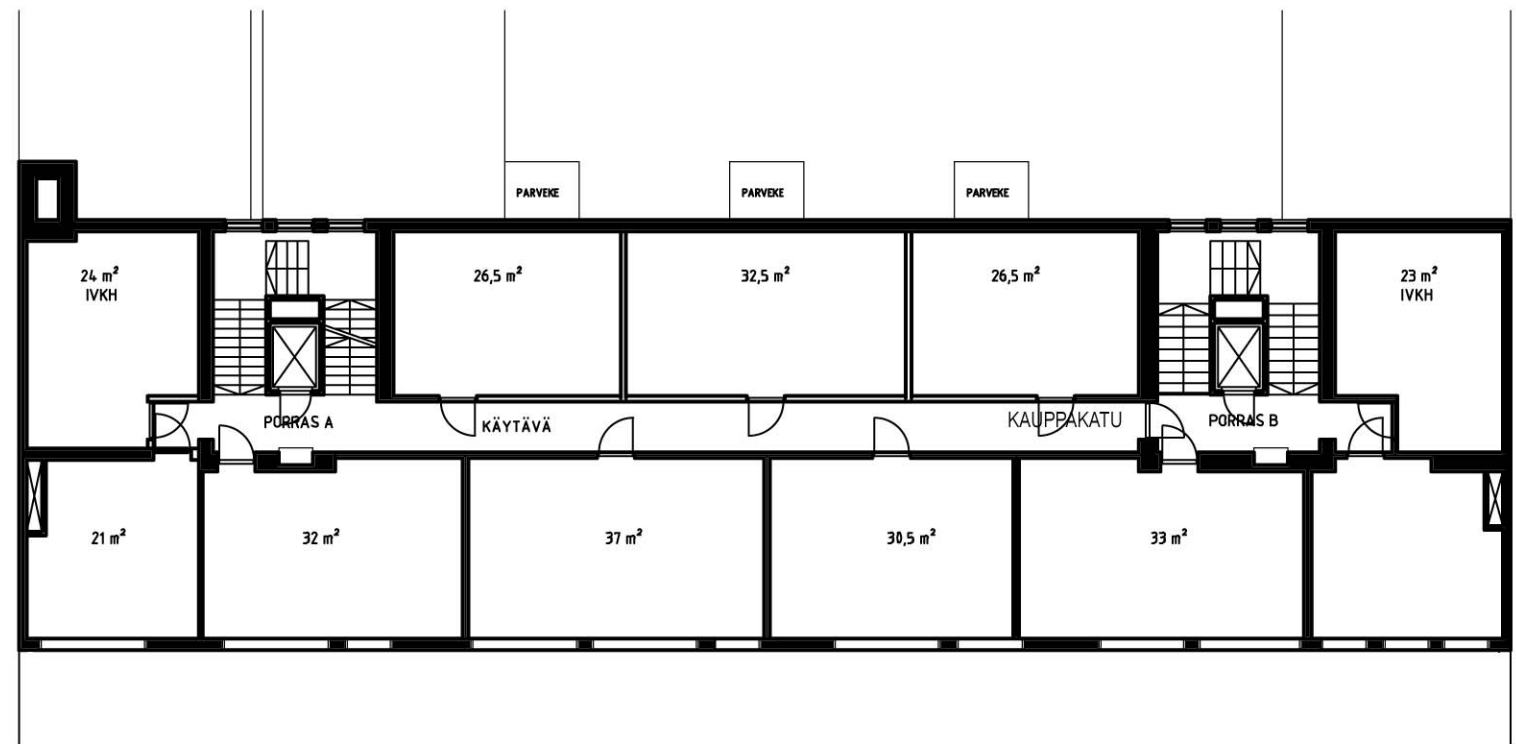 PARVEKE
PARVEKE
PARVEKE
24 m²
IVKH
26,5 m²
32,5 m²
26,5 m²
23 m²
IVKH
PORRAS A
KÄYTÄVÄ
KAUPPAKATU
PORRAS B
21 m²
32 m²
37 m²
30,5 m²
33 m²